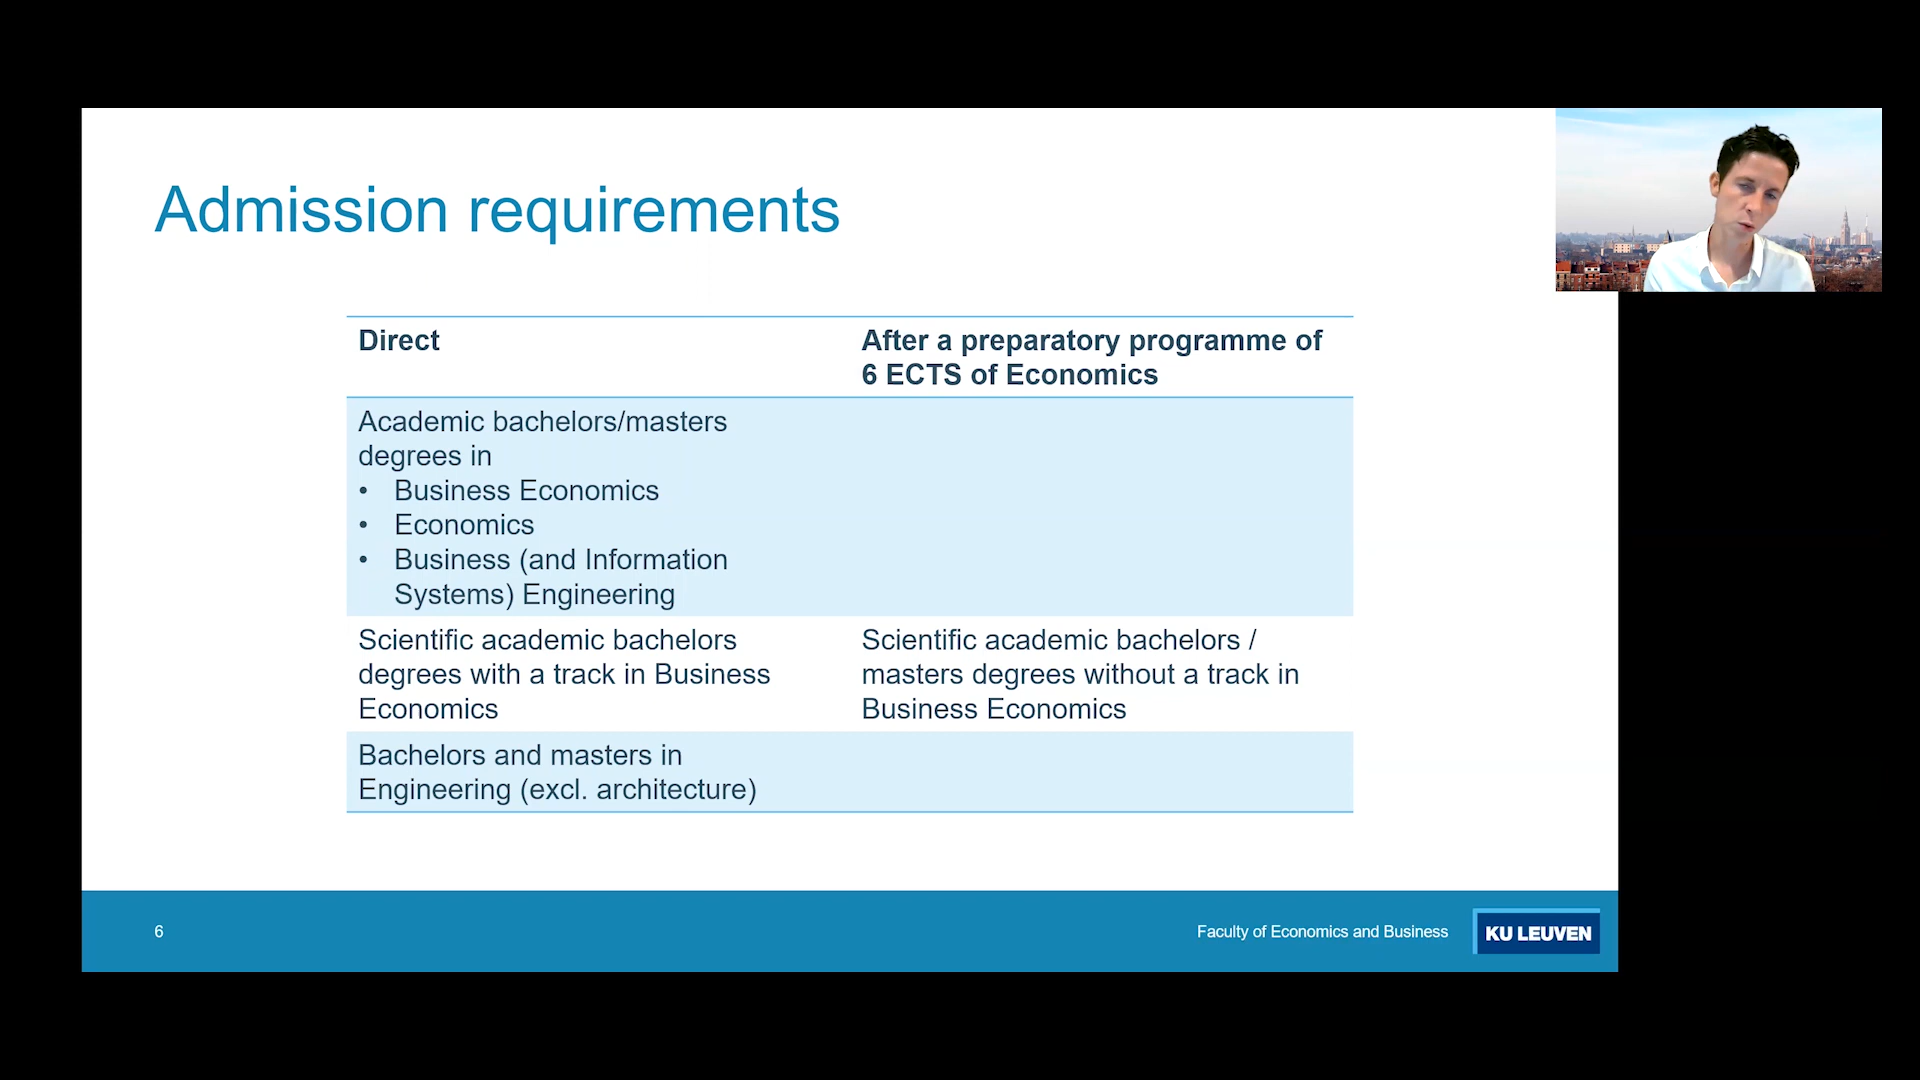 Admission requirements
Direct
After a preparatory programme of
6 ECTS of Economics
Academic bachelors/masters
degrees in
• Business Economics
• Economics
• Business (and Information
Systems) Engineering
Scientific academic bachelors
degrees with a track in Business
Economics
Scientific academic bachelors /
masters degrees without a track in
Business Economics
Bachelors and masters in
Engineering (excl. architecture)
6
Faculty of Economics and Business
KU LEUVEN